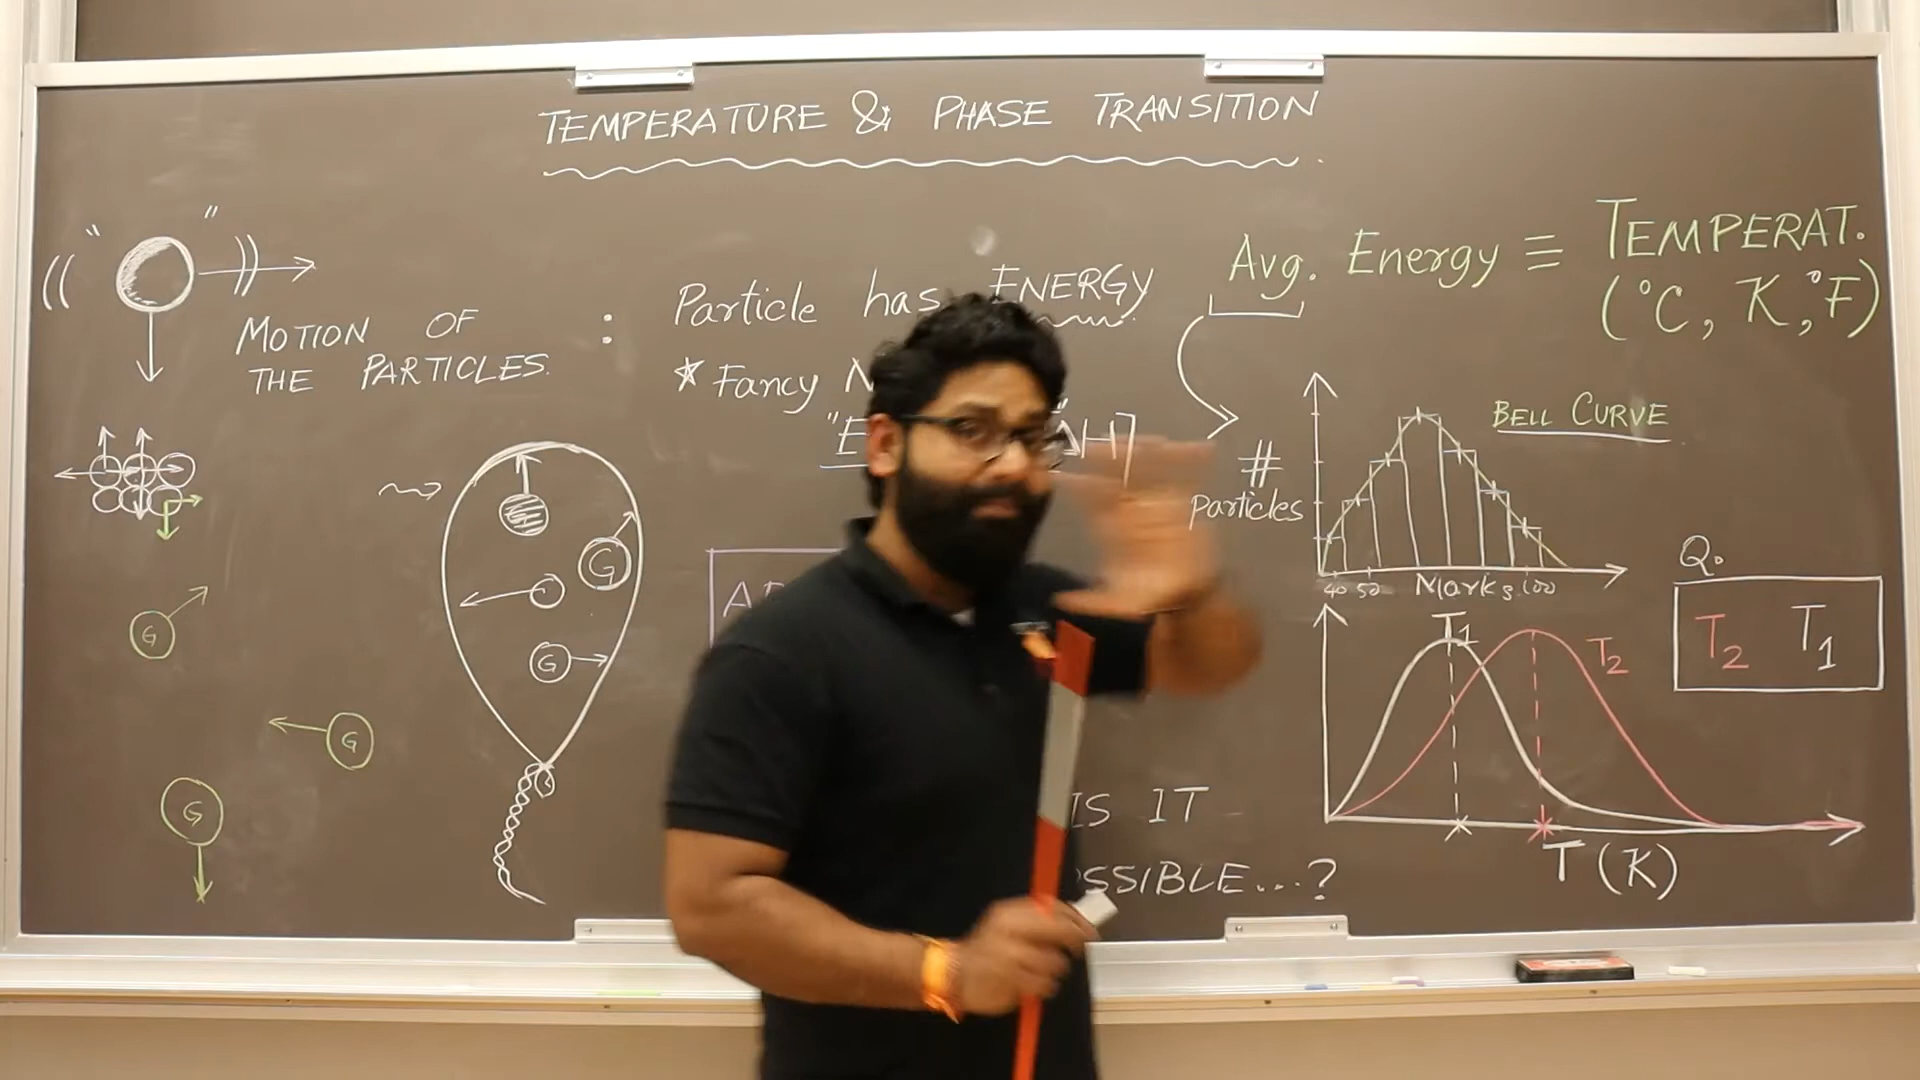 TEMPERATURE & PHASE TRANSITION
MOTION OF
THE PARTICLES.
:
Particle has ENERGY
* Fancy
Avg. Energy ≡ TEMPERAT.
(°C, K, °F)
BELL CURVE
#
Particles
40 50 Marks 100
T1
T2
T (K)
Q.
T2 T1
IS IT
G
G
G
G
G
G